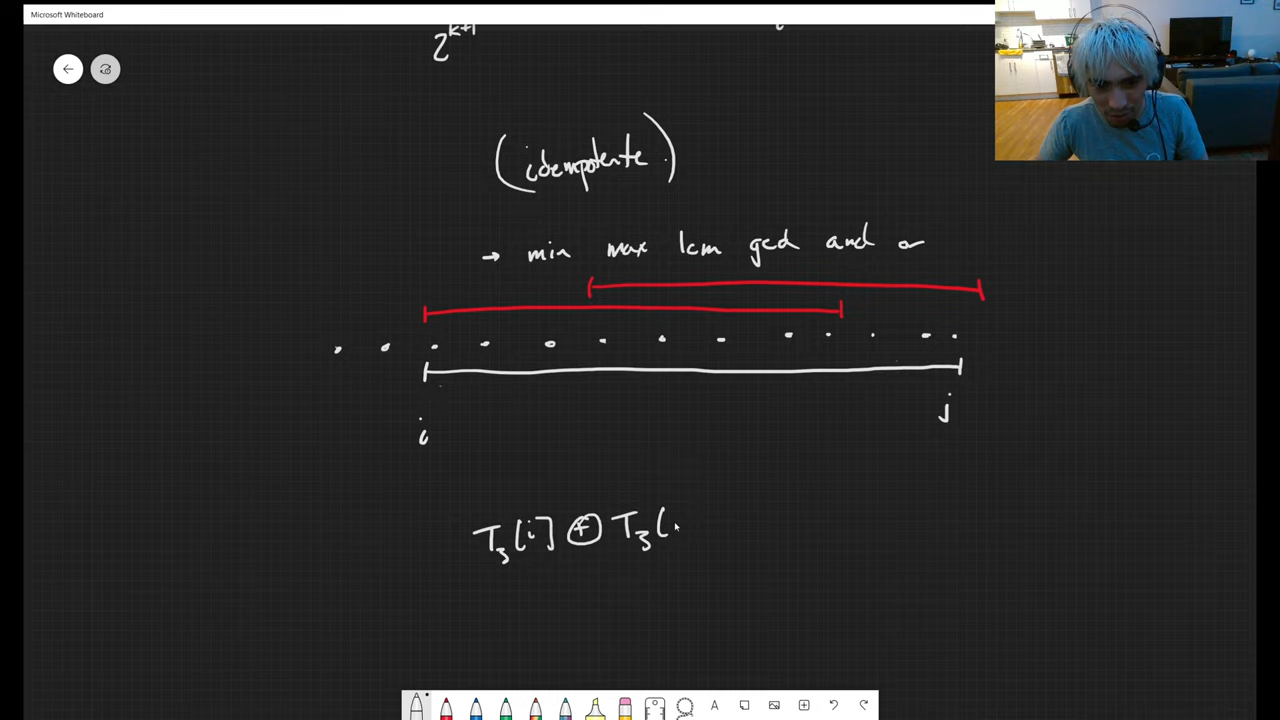 Microsoft Whiteboard
2^{k+1}
(idempotente)
→ min max lcm gcd and or
i j
T₃[i] ⊕ T₃[
A